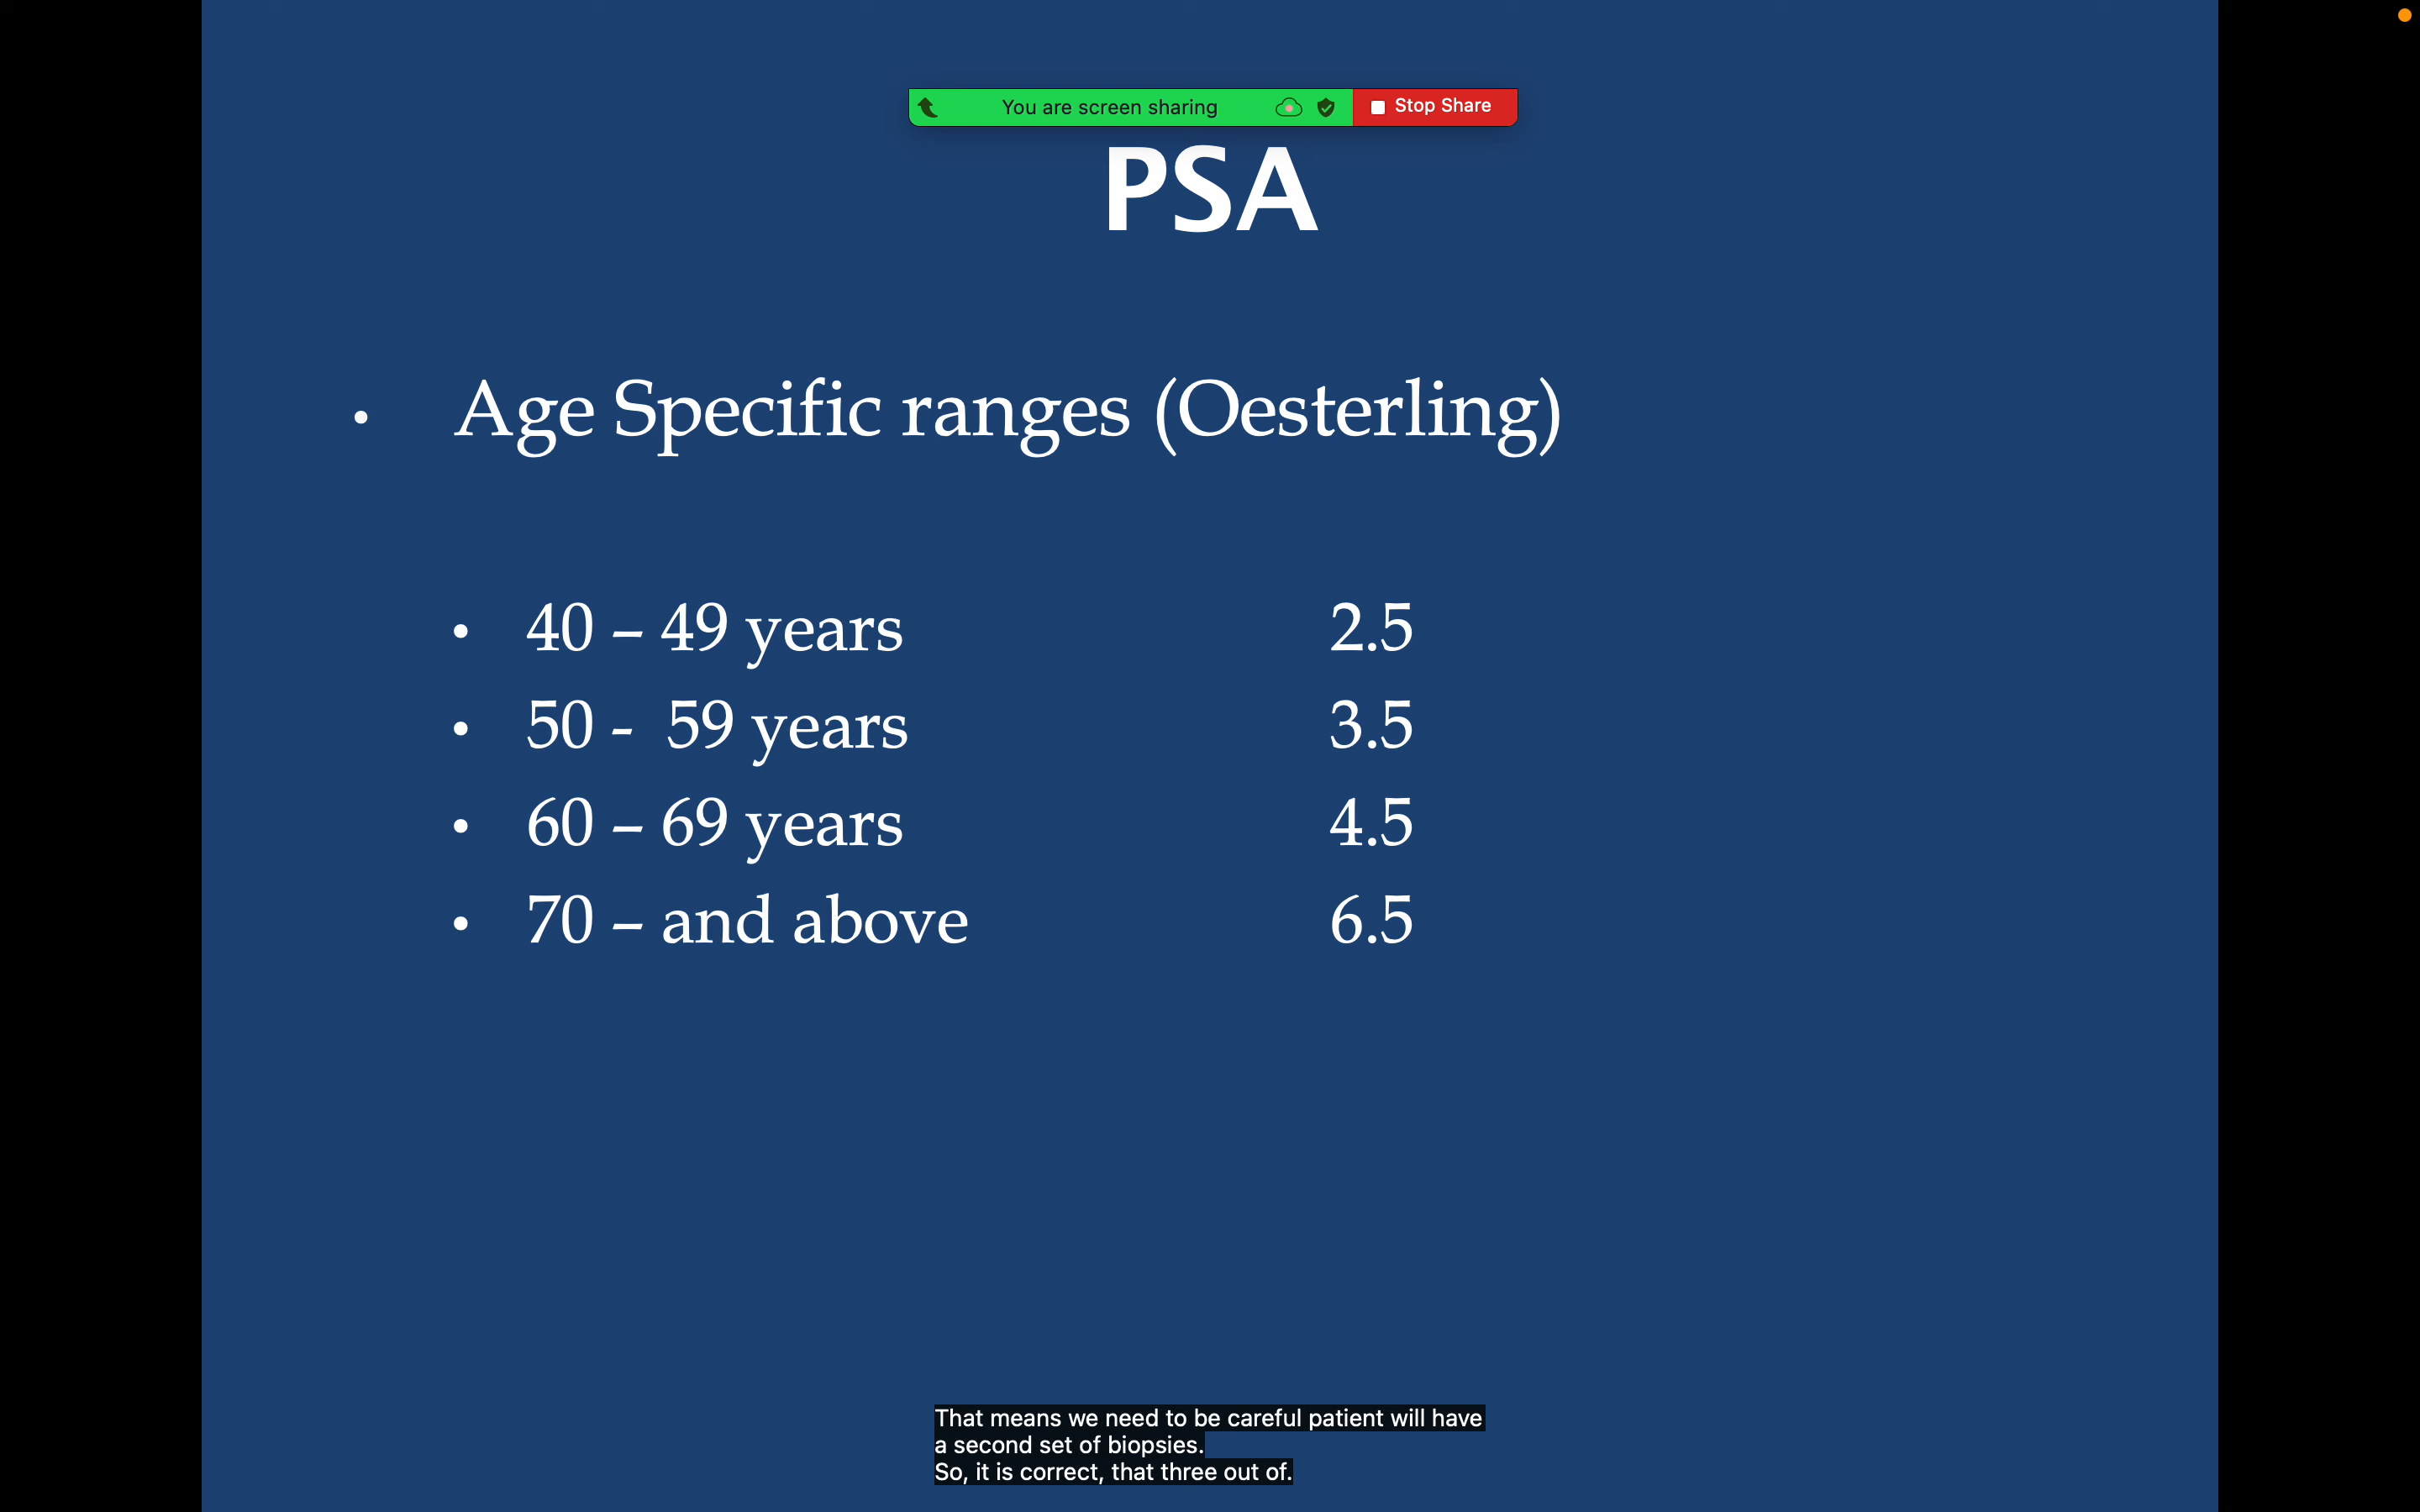 You are screen sharing
Stop Share
PSA
• Age Specific ranges (Oesterling)
• 40 – 49 years 2.5
• 50 - 59 years 3.5
• 60 – 69 years 4.5
• 70 – and above 6.5
That means we need to be careful patient will have
a second set of biopsies.
So, it is correct, that three out of.